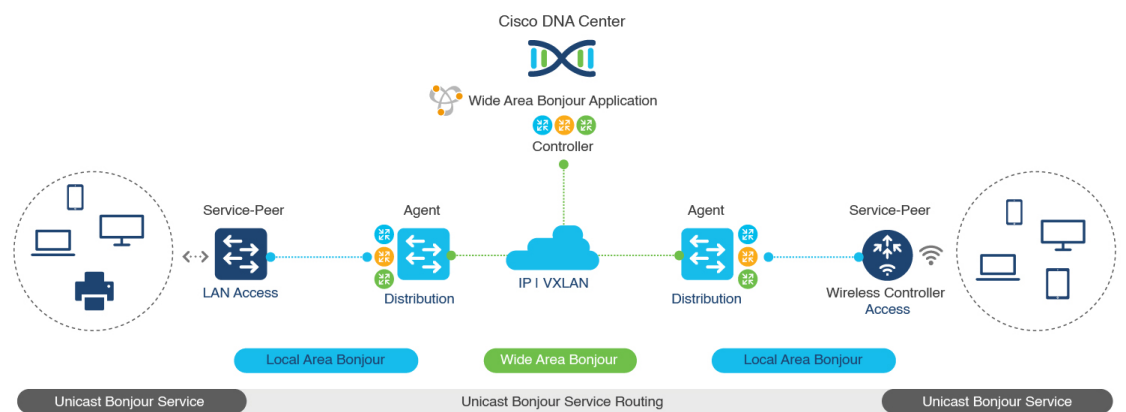 Cisco DNA Center
Wide Area Bonjour Application
Controller
Service-Peer
Agent
Agent
Service-Peer
LAN Access
Distribution
IP | VXLAN
Distribution
Wireless Controller
Access
Local Area Bonjour
Wide Area Bonjour
Local Area Bonjour
Unicast Bonjour Service
Unicast Bonjour Service Routing
Unicast Bonjour Service